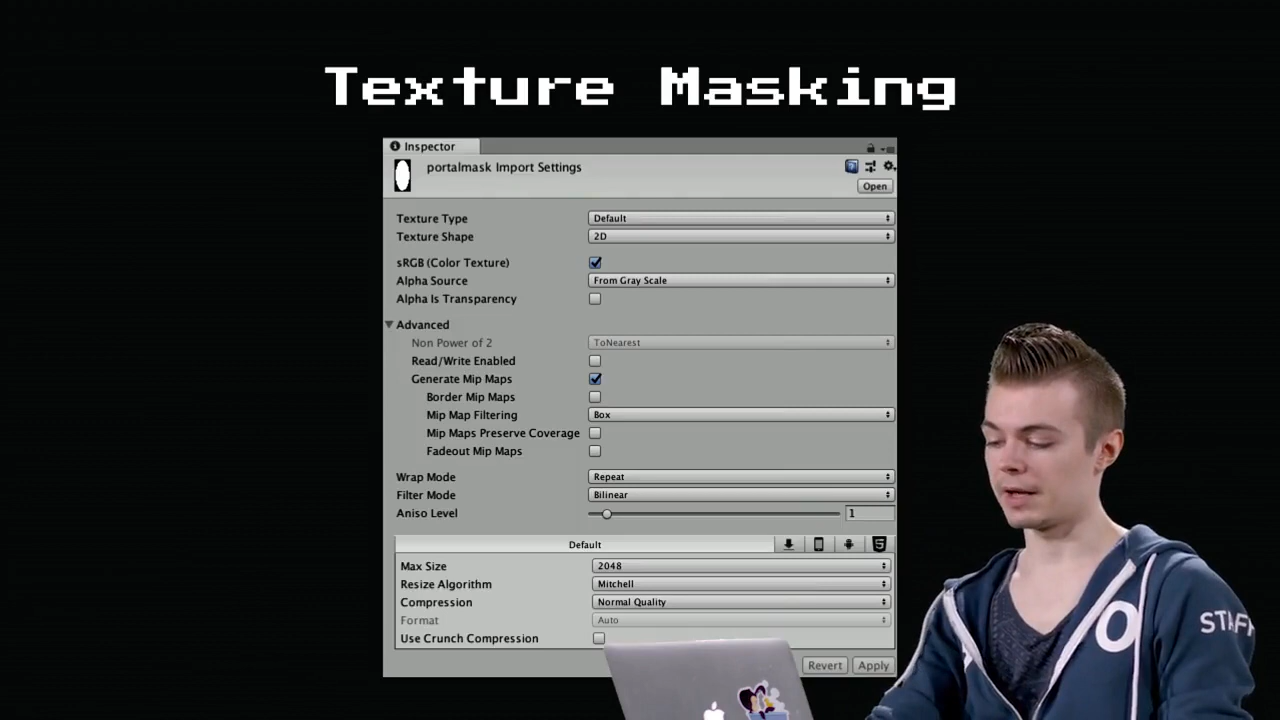 Texture Masking
Inspector
portalmask Import Settings
Open
Texture Type Default
Texture Shape 2D
sRGB (Color Texture)
Alpha Source From Gray Scale
Alpha Is Transparency
Advanced
Non Power of 2 ToNearest
Read/Write Enabled
Generate Mip Maps
Border Mip Maps
Mip Map Filtering Box
Mip Maps Preserve Coverage
Fadeout Mip Maps
Wrap Mode Repeat
Filter Mode Bilinear
Aniso Level 1
Default
Max Size 2048
Resize Algorithm Mitchell
Compression Normal Quality
Format Auto
Use Crunch Compression
Revert Apply
O
STAFF